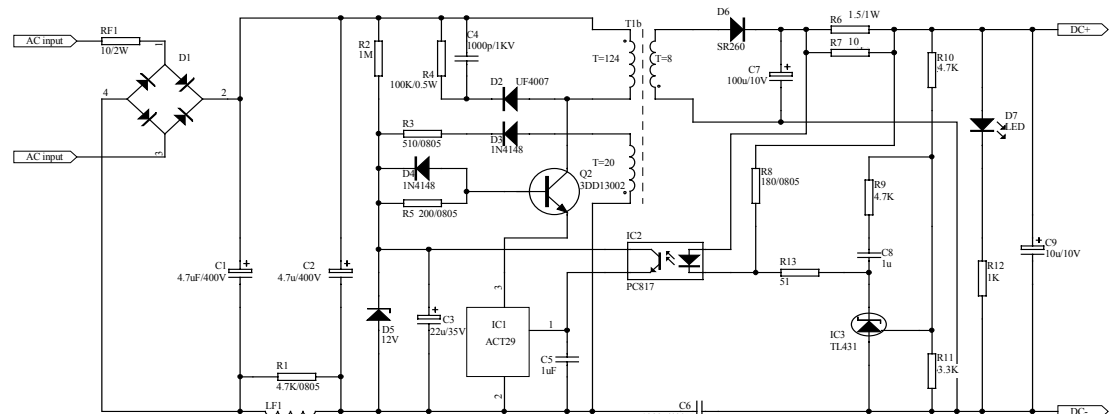 AC input
RF1
10/2W
AC input
D1
1
2
3
4
R2
1M
C4
1000p/1KV
R4
100K/0.5W
D2
UF4007
T1b
T=124
T=8
T=20
R3
510/0805
D3
1N4148
D4
1N4148
R5 200/0805
Q2
3DD13002
D6
SR260
R6
1.5/1W
R7
10
C7
100u/10V
DC+
R10
4.7K
D7
LED
R8
180/0805
R9
4.7K
C8
1u
IC2
PC817
R13
51
R12
1K
C9
10u/10V
C1
4.7uF/400V
C2
4.7u/400V
D5
12V
C3
22u/35V
3
IC1
ACT29
1
2
C5
1uF
IC3
TL431
R11
3.3K
R1
4.7K/0805
LF1
C6
DC-